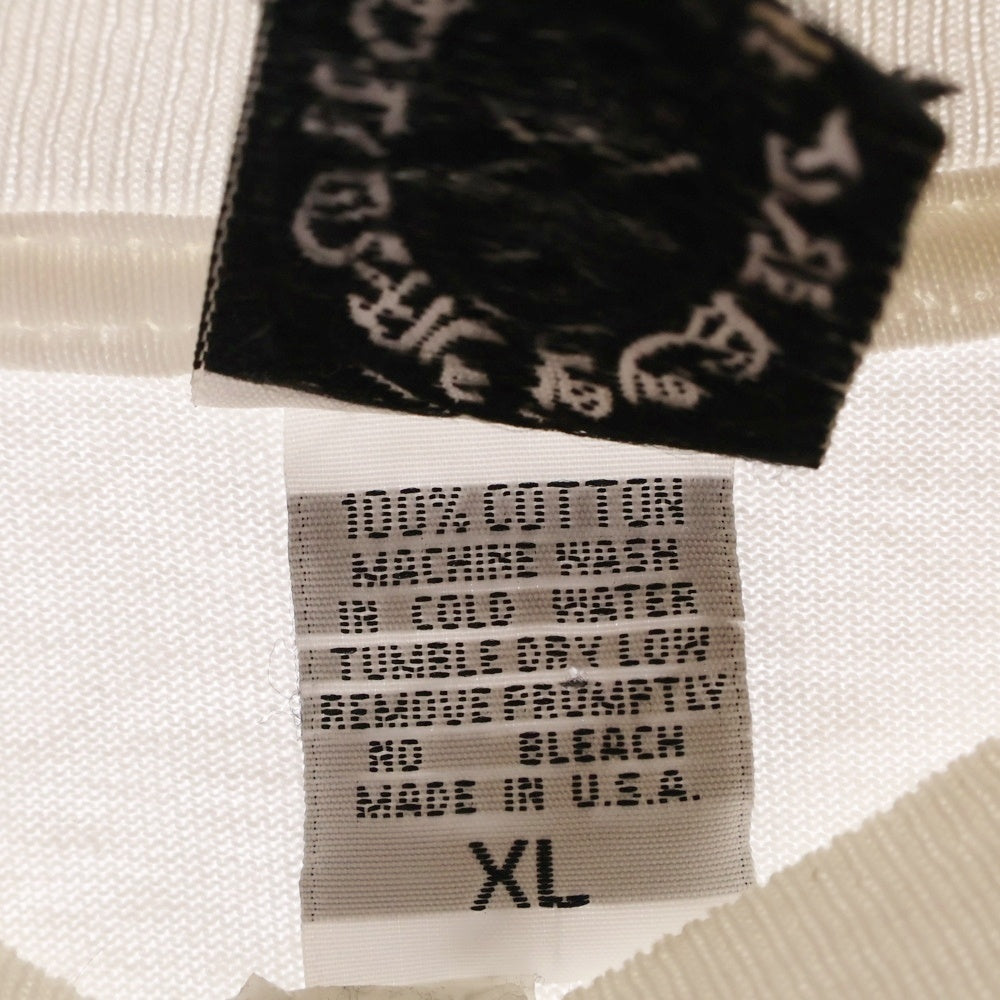 100% COTTON
MACHINE WASH
IN COLD WATER
TUMBLE DRY LOW
REMOVE PROMPTLY
NO BLEACH
MADE IN U.S.A.
XL